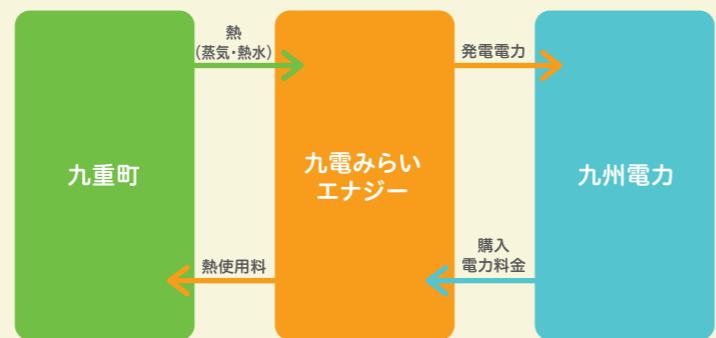 熱
(蒸気・熱水)
発電電力
九重町
九電みらい
エナジー
九州電力
熱使用料
購入
電力料金